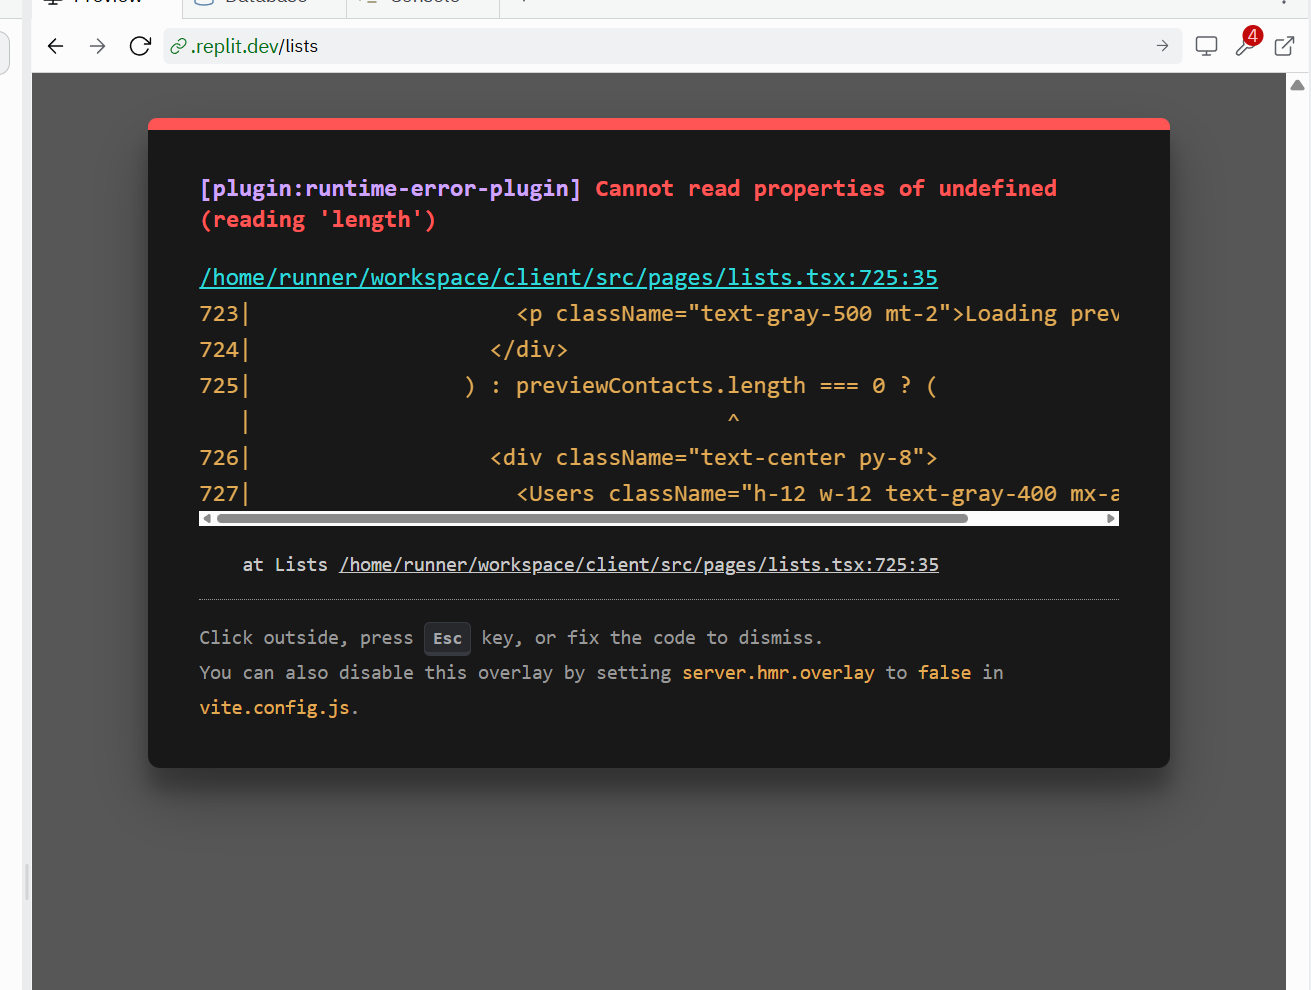 .replit.dev/lists
4
[plugin:runtime-error-plugin] Cannot read properties of undefined
(reading 'length')
/home/runner/workspace/client/src/pages/lists.tsx:725:35
723| <p className="text-gray-500 mt-2">Loading prev
724| </div>
725| ) : previewContacts.length === 0 ? (
| ^
726| <div className="text-center py-8">
727| <Users className="h-12 w-12 text-gray-400 mx-a
at Lists /home/runner/workspace/client/src/pages/lists.tsx:725:35
Click outside, press Esc key, or fix the code to dismiss.
You can also disable this overlay by setting server.hmr.overlay to false in
vite.config.js.